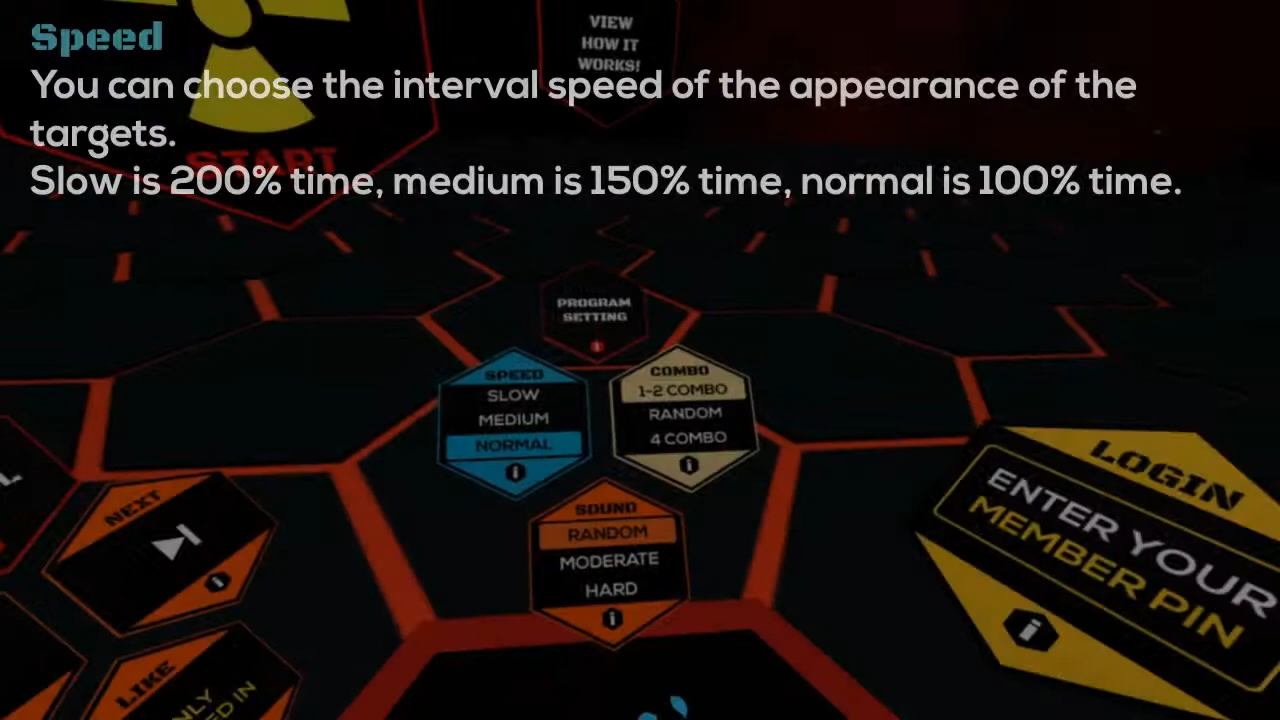 Speed
You can choose the interval speed of the appearance of the
targets.
Slow is 200% time, medium is 150% time, normal is 100% time.
VIEW
HOW IT
WORKS!
START
PROGRAM
SETTING
i
SPEED
SLOW
MEDIUM
NORMAL
i
COMBO
1-2 COMBO
RANDOM
4 COMBO
i
SOUND
RANDOM
MODERATE
HARD
i
NEXT
i
LIKE
LOGIN
ENTER YOUR
MEMBER PIN
i